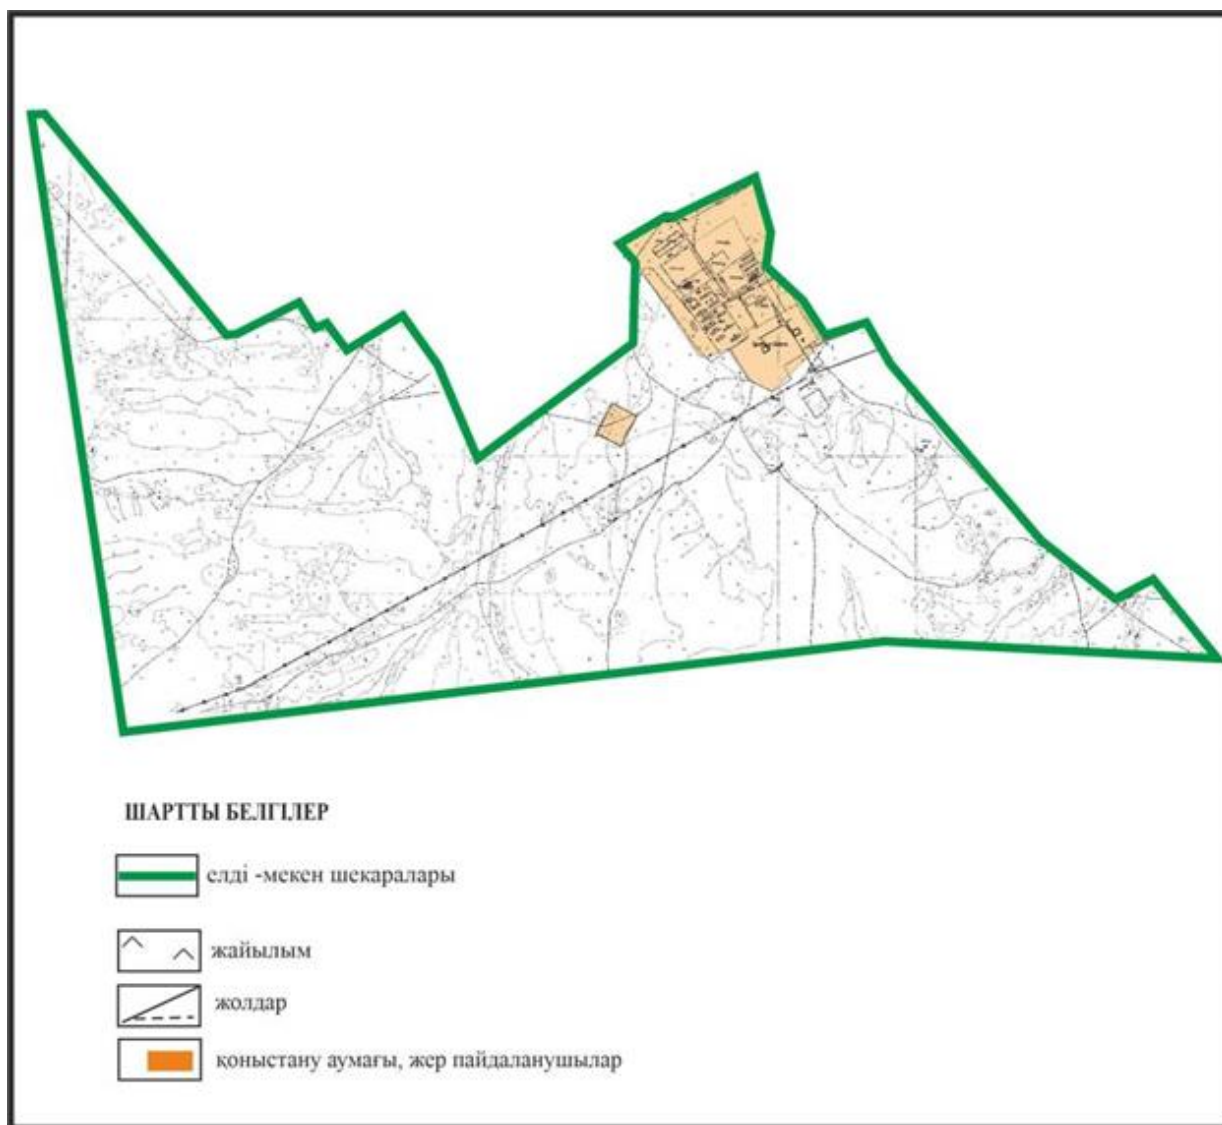 ШАРТТЫ БЕЛГІЛЕР
елді -мекен шекаралары
жайылым
жолдар
қоныстану аумағы, жер пайдаланушылар